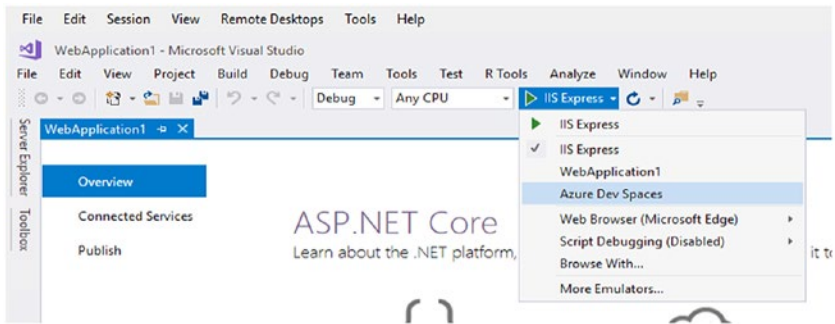 File Edit Session View Remote Desktops Tools Help
WebApplication1 - Microsoft Visual Studio
File Edit View Project Build Debug Team Tools Test R Tools Analyze Window Help
Debug Any CPU IIS Express
Server Explorer
Toolbox
WebApplication1
Overview
Connected Services
Publish
ASP.NET Core
Learn about the .NET platform,
it to
IIS Express
IIS Express
WebApplication1
Azure Dev Spaces
Web Browser (Microsoft Edge)
Script Debugging (Disabled)
Browse With...
More Emulators...